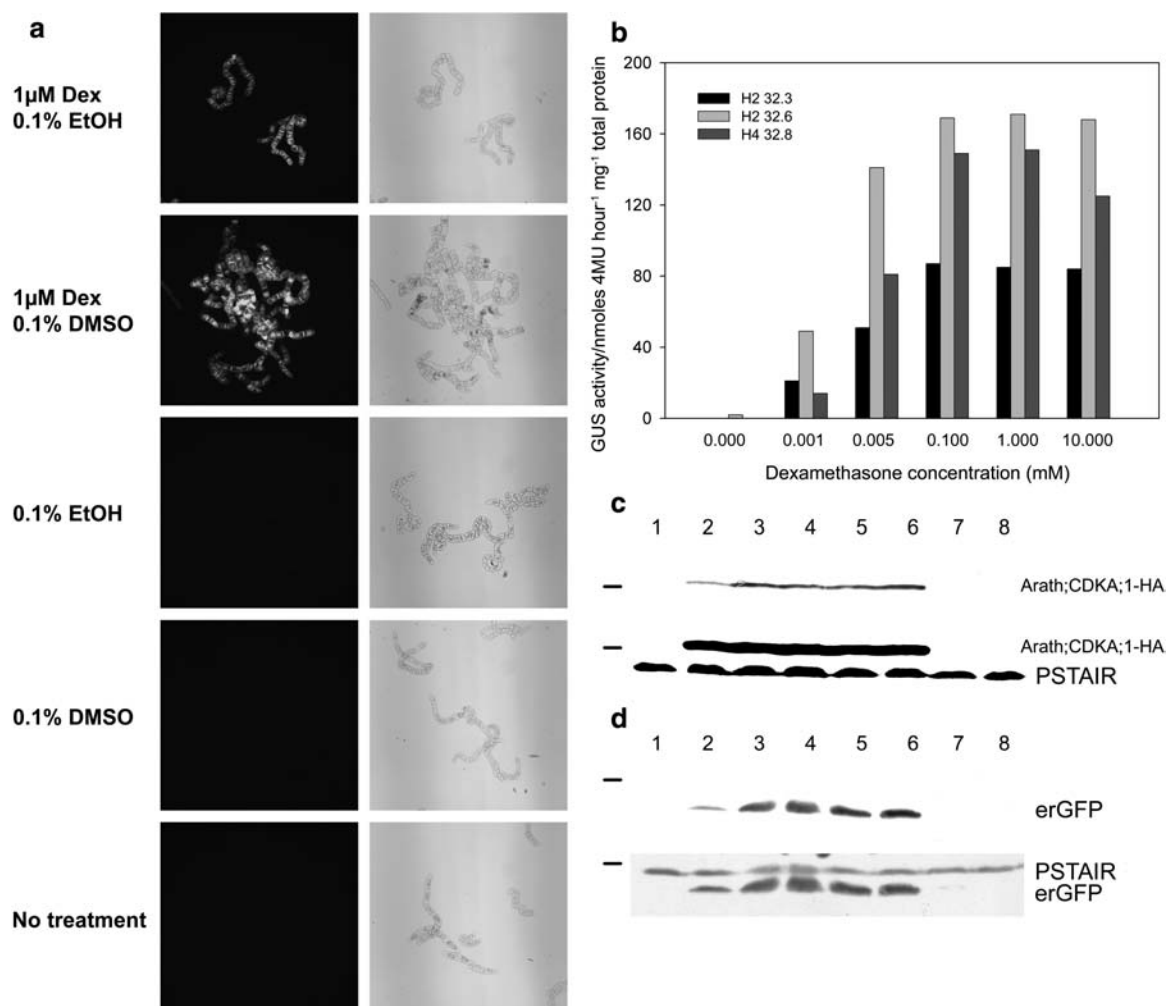 a
1µM Dex
0.1% EtOH
1µM Dex
0.1% DMSO
0.1% EtOH
0.1% DMSO
No treatment
b
GUS activity/nmoles 4MU hour⁻¹ mg⁻¹ total protein
200
160
120
80
40
0
H2 32.3
H2 32.6
H4 32.8
0.000 0.001 0.005 0.100 1.000 10.000
Dexamethasone concentration (mM)
c
1 2 3 4 5 6 7 8
Arath;CDKA;1-HA
Arath;CDKA;1-HA
PSTAIR
d
1 2 3 4 5 6 7 8
erGFP
PSTAIR
erGFP